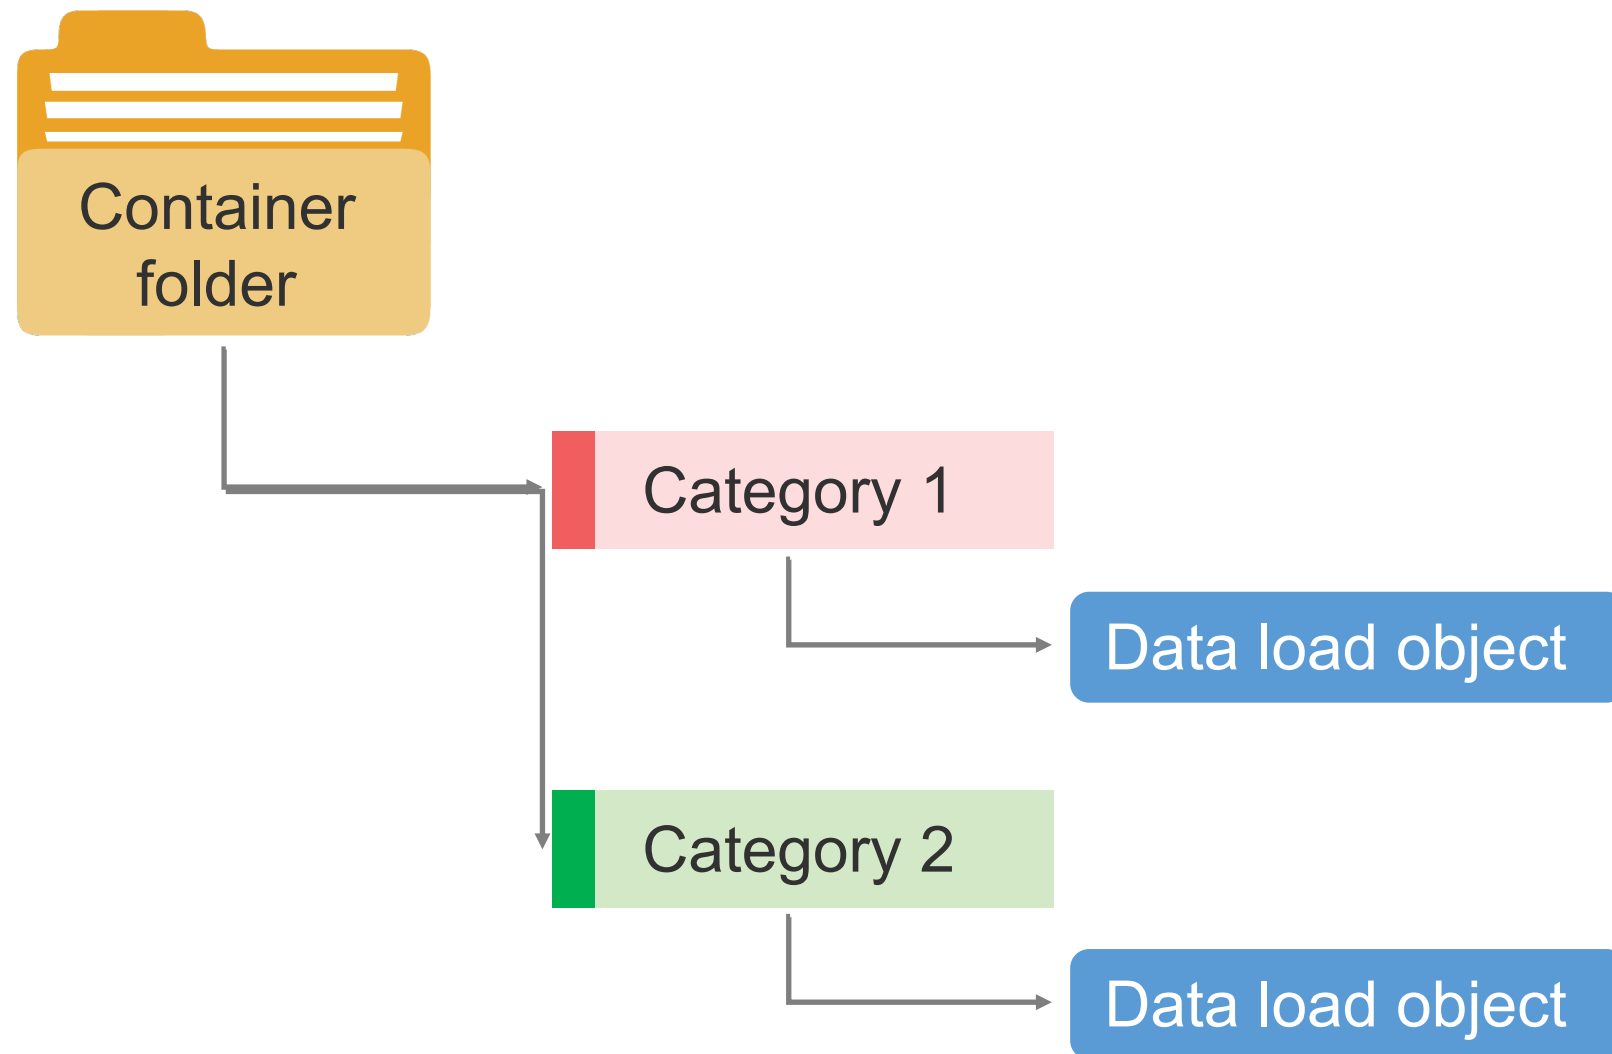 Container
folder
Category 1
Data load object
Category 2
Data load object